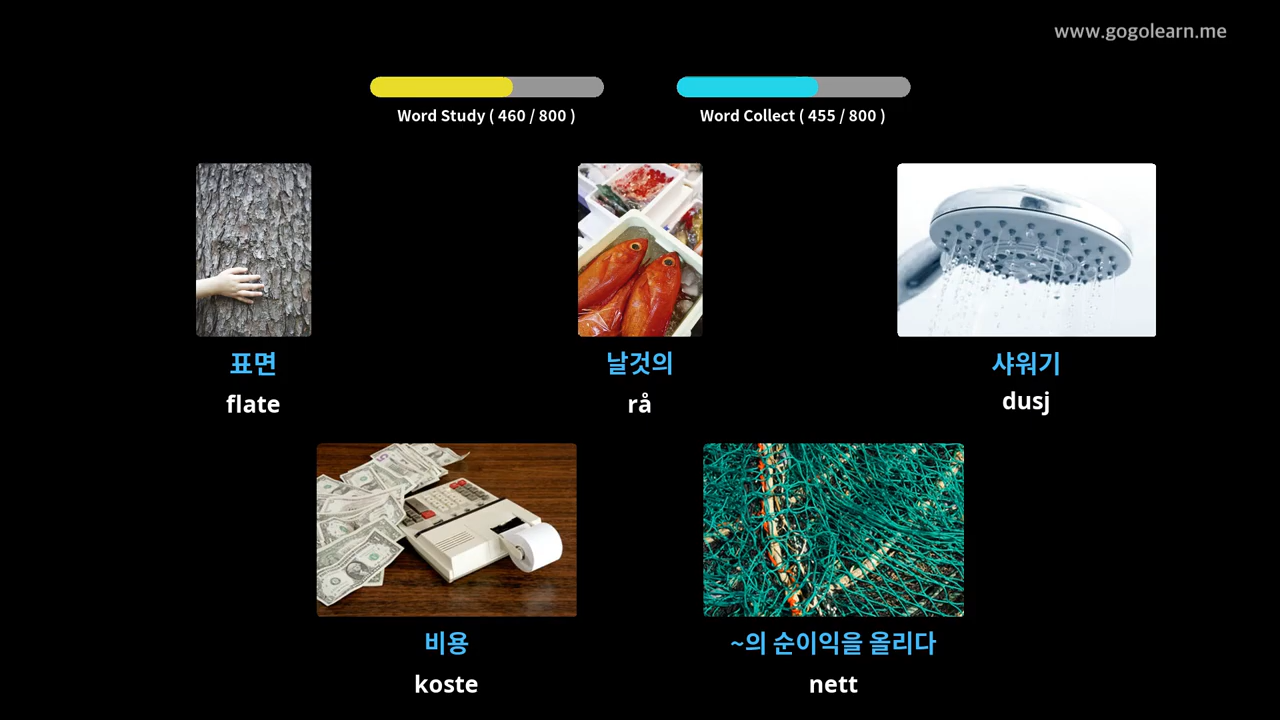 www.gogolearn.me
Word Study ( 460 / 800 )
Word Collect ( 455 / 800 )
표면
flate
날것의
rå
샤워기
dusj
비용
koste
~의 순이익을 올리다
nett